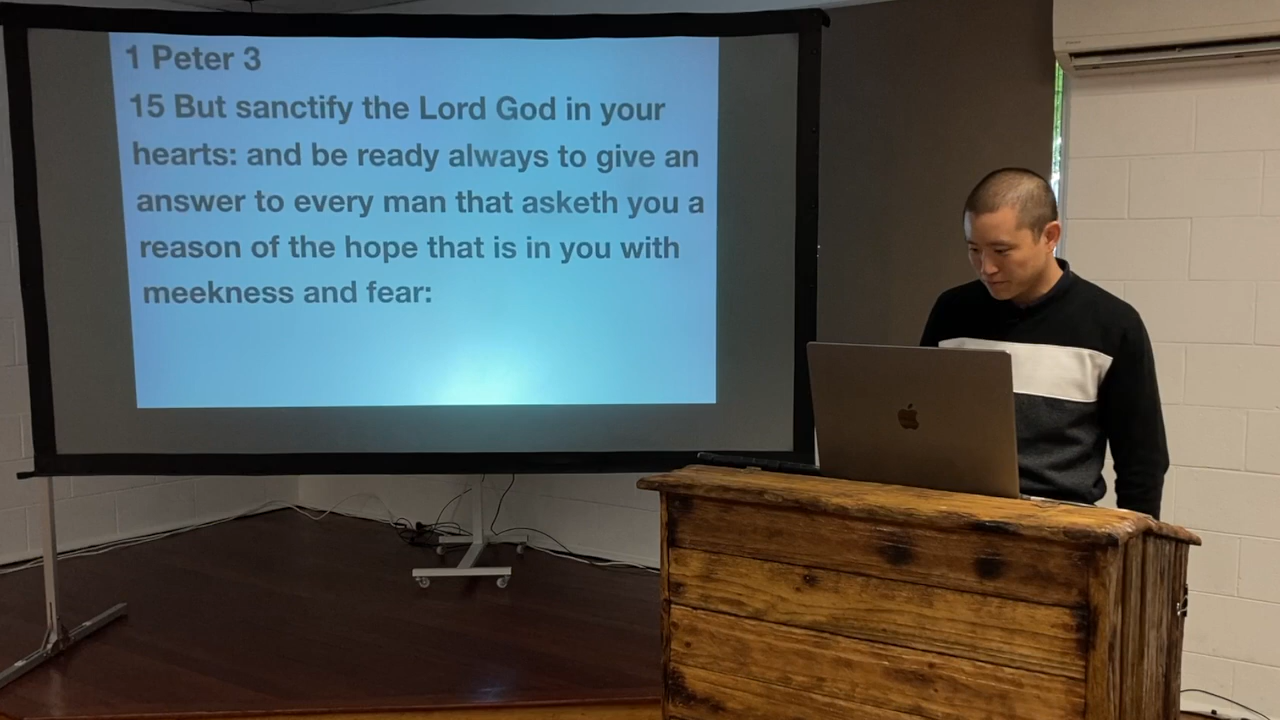 1 Peter 3
15 But sanctify the Lord God in your
hearts: and be ready always to give an
answer to every man that asketh you a
reason of the hope that is in you with
meekness and fear: